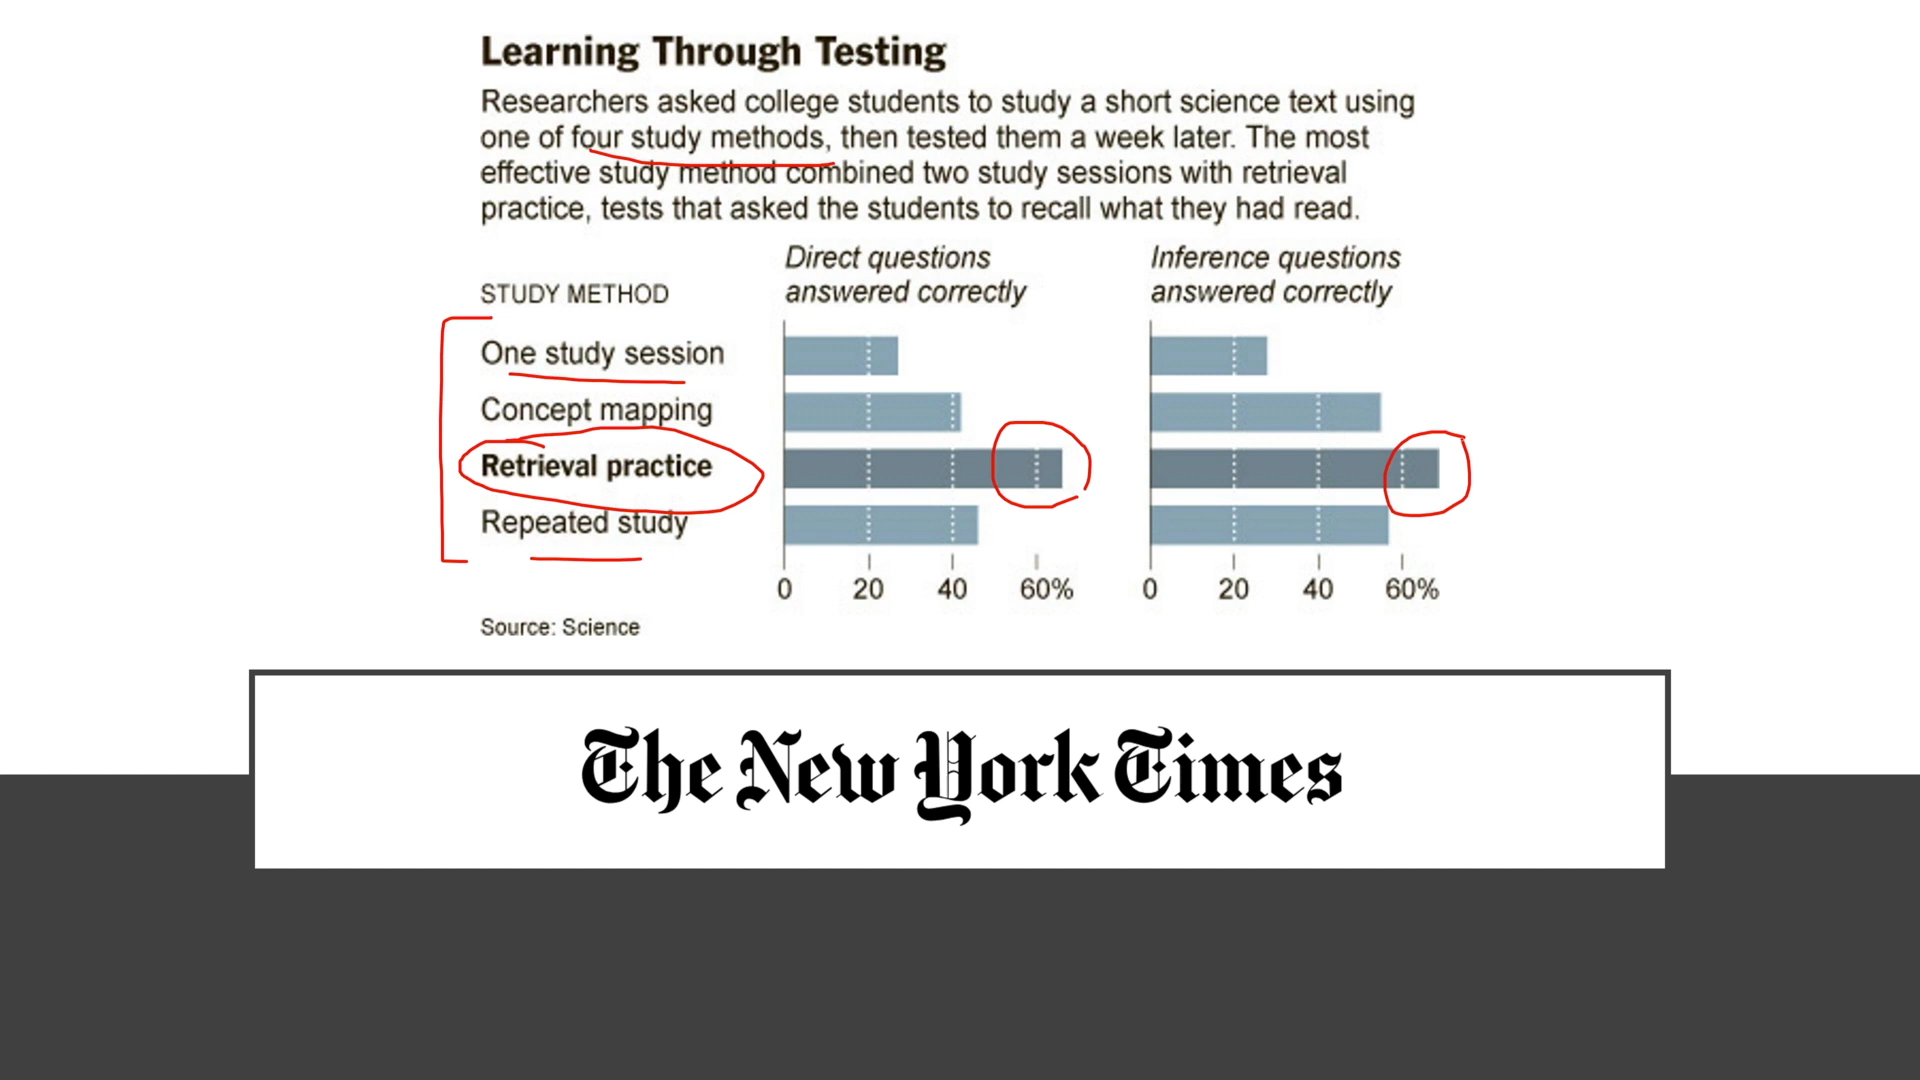 Learning Through Testing
Researchers asked college students to study a short science text using
one of four study methods, then tested them a week later. The most
effective study method combined two study sessions with retrieval
practice, tests that asked the students to recall what they had read.
STUDY METHOD
Direct questions
answered correctly
Inference questions
answered correctly
One study session
Concept mapping
Retrieval practice
Repeated study
0 20 40 60%
0 20 40 60%
Source: Science
The New York Times